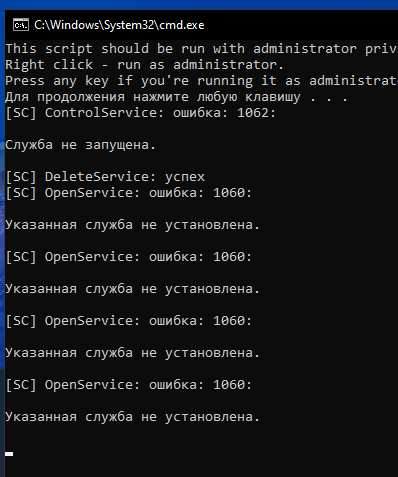 C:\Windows\System32\cmd.exe
This script should be run with administrator priv
Right click - run as administrator.
Press any key if you're running it as administrato
Для продолжения нажмите любую клавишу . . .
[SC] ControlService: ошибка: 1062:
Служба не запущена.
[SC] DeleteService: успех
[SC] OpenService: ошибка: 1060:
Указанная служба не установлена.
[SC] OpenService: ошибка: 1060:
Указанная служба не установлена.
[SC] OpenService: ошибка: 1060:
Указанная служба не установлена.
[SC] OpenService: ошибка: 1060:
Указанная служба не установлена.